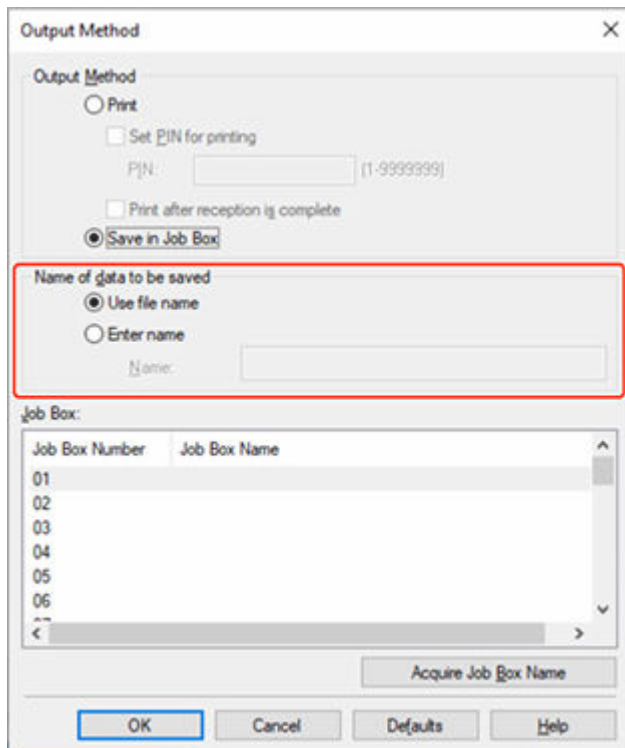 Output Method
Output Method
Print
Set PIN for printing
PIN: (1-9999999)
Print after reception is complete
Save in Job Box
Name of data to be saved
Use file name
Enter name
Name:
Job Box:
Job Box Number Job Box Name
01
02
03
04
05
06
Acquire Job Box Name
OK Cancel Defaults Help